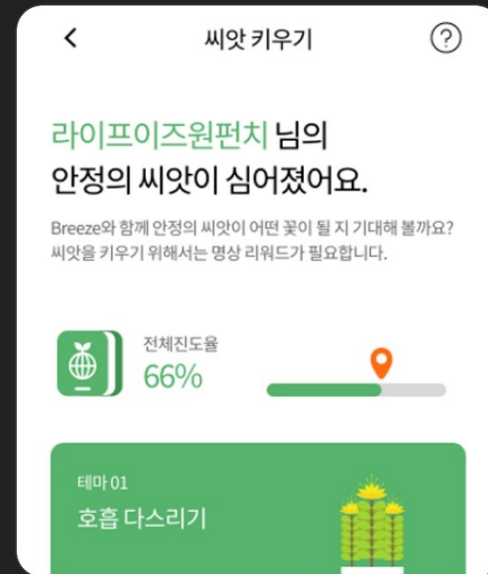 씨앗 키우기
라이프이즈원펀치 님의
안정의 씨앗이 심어졌어요.
Breeze와 함께 안정의 씨앗이 어떤 꽃이 될 지 기대해 볼까요?
씨앗을 키우기 위해서는 명상 리워드가 필요합니다.
전체진도율
66%
테마 01
호흡 다스리기